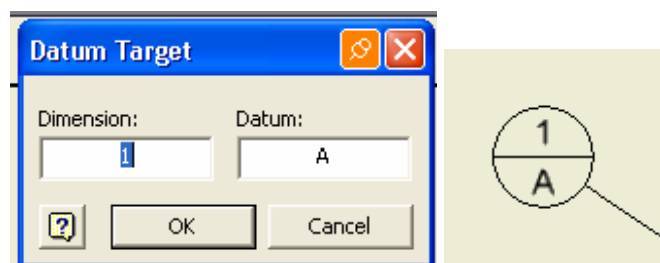 Datum Target
Dimension: Datum:
1 A
? OK Cancel
1
A